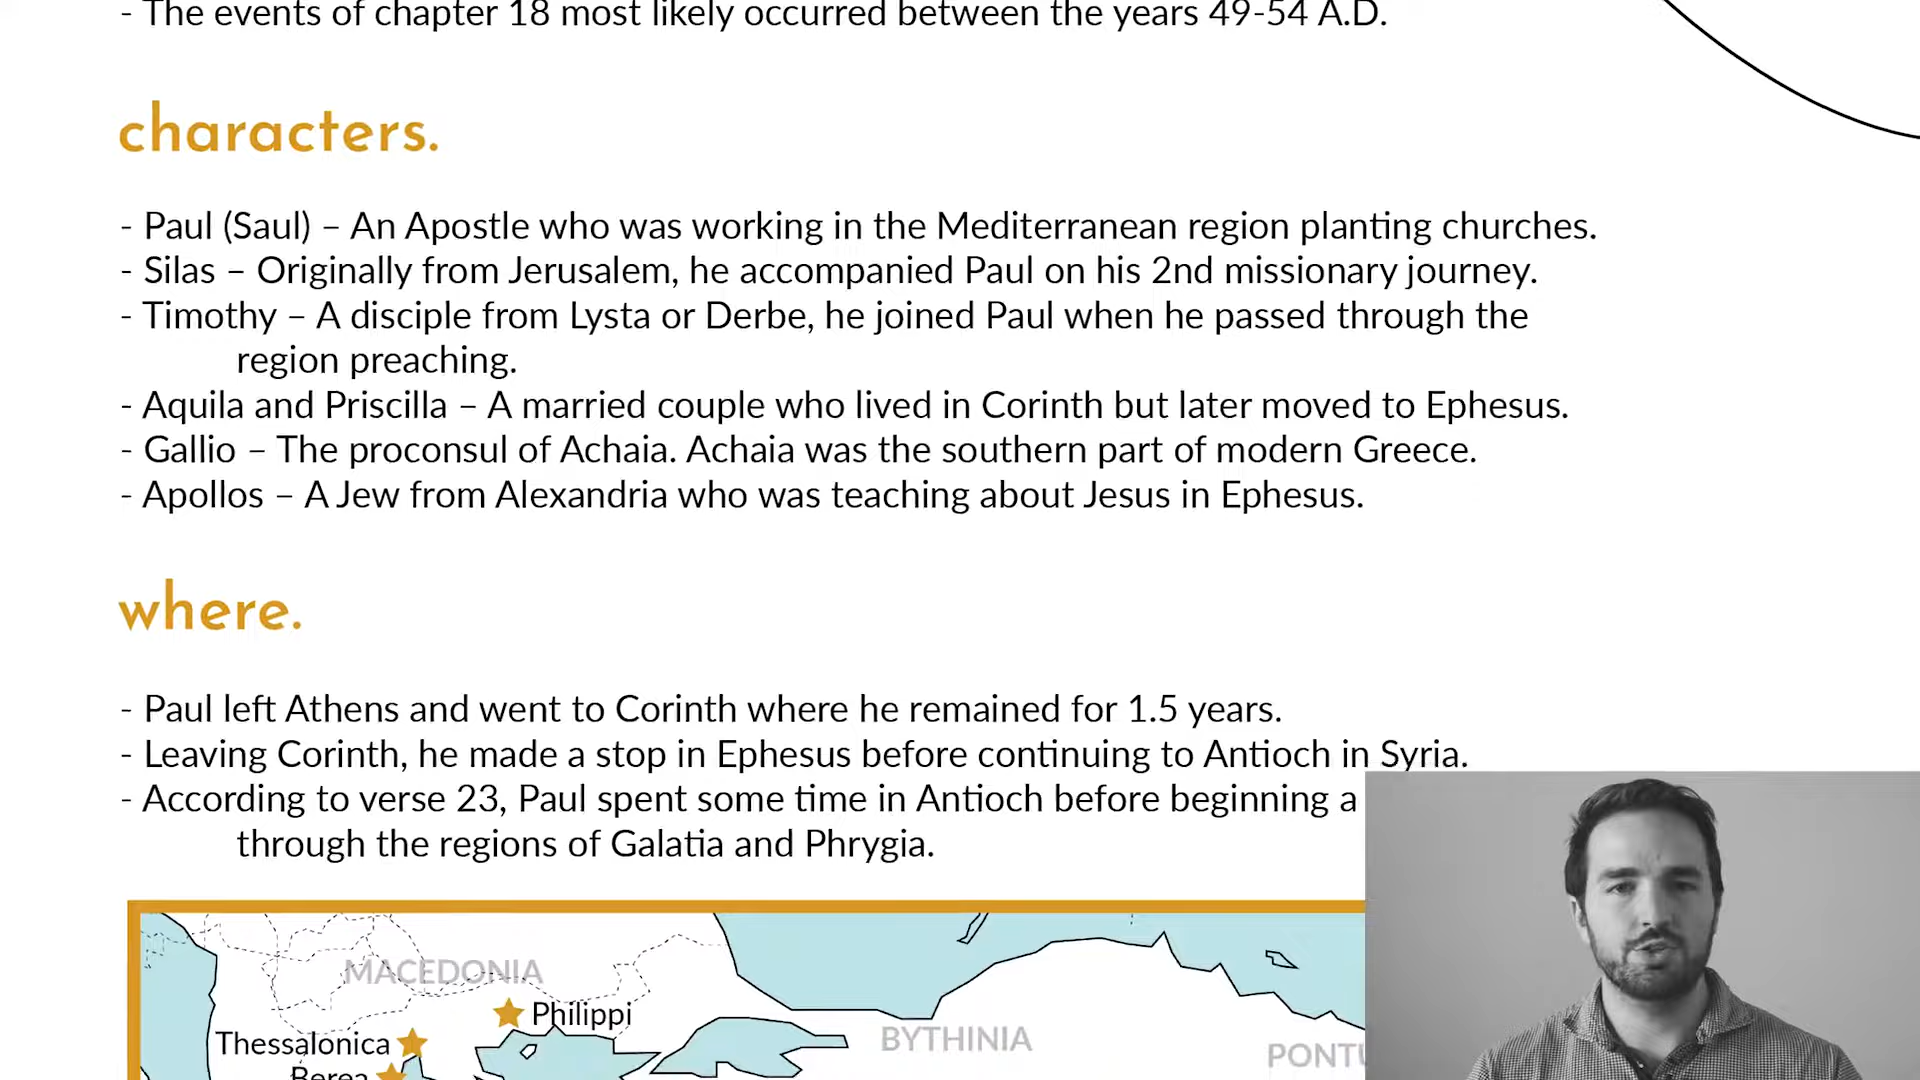 - The events of chapter 18 most likely occurred between the years 49-54 A.D.
characters.
- Paul (Saul) – An Apostle who was working in the Mediterranean region planting churches.
- Silas – Originally from Jerusalem, he accompanied Paul on his 2nd missionary journey.
- Timothy – A disciple from Lysta or Derbe, he joined Paul when he passed through the
region preaching.
- Aquila and Priscilla – A married couple who lived in Corinth but later moved to Ephesus.
- Gallio – The proconsul of Achaia. Achaia was the southern part of modern Greece.
- Apollos – A Jew from Alexandria who was teaching about Jesus in Ephesus.
where.
- Paul left Athens and went to Corinth where he remained for 1.5 years.
- Leaving Corinth, he made a stop in Ephesus before continuing to Antioch in Syria.
- According to verse 23, Paul spent some time in Antioch before beginning a
through the regions of Galatia and Phrygia.
MACEDONIA
Philippi
Thessalonica
BYTHINIA
PONTU
Berea